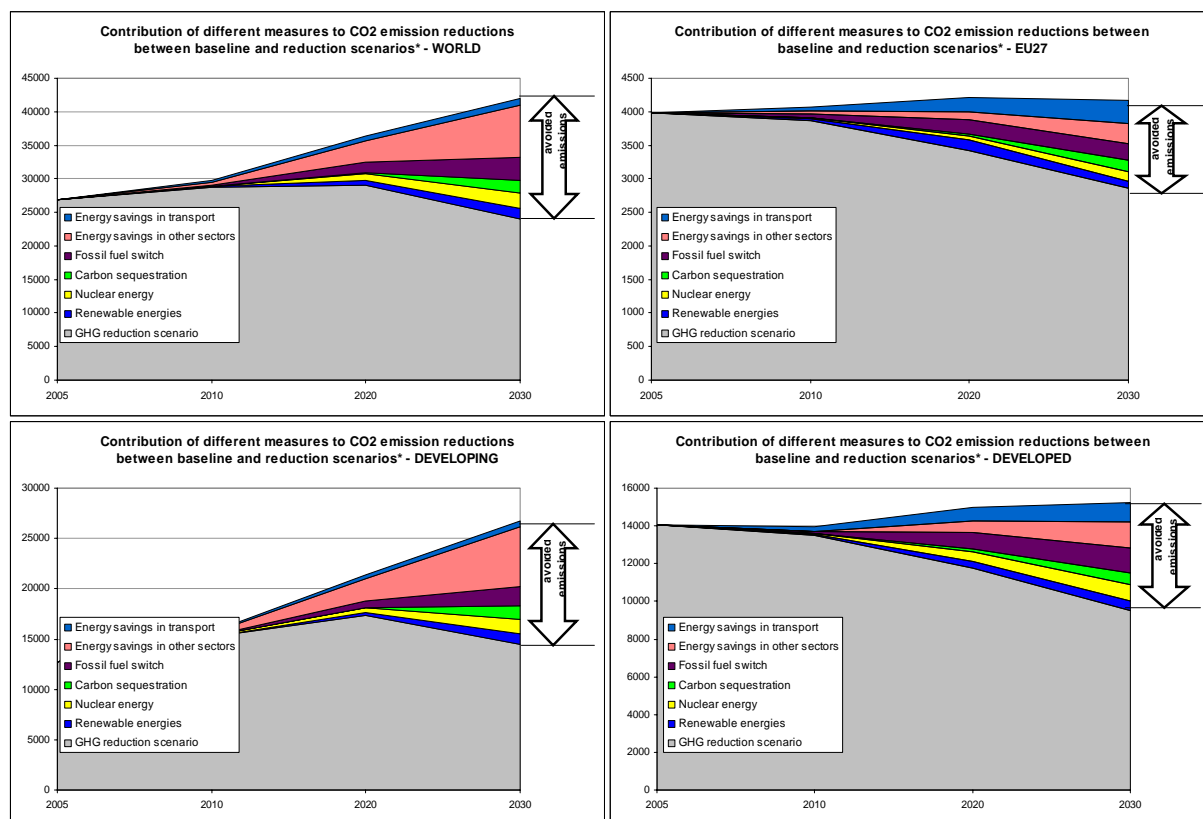 Contribution of different measures to CO2 emission reductions
between baseline and reduction scenarios* - WORLD
45000
40000
35000
30000
25000
20000
15000
10000
5000
0
2005
2010
2020
2030
avoided
emissions
Energy savings in transport
Energy savings in other sectors
Fossil fuel switch
Carbon sequestration
Nuclear energy
Renewable energies
GHG reduction scenario
Contribution of different measures to CO2 emission reductions between
baseline and reduction scenarios* - EU27
4500
4000
3500
3000
2500
2000
1500
1000
500
0
2005
2010
2020
2030
avoided
emissions
Energy savings in transport
Energy savings in other sectors
Fossil fuel switch
Carbon sequestration
Nuclear energy
Renewable energies
GHG reduction scenario
Contribution of different measures to CO2 emission reductions
between baseline and reduction scenarios* - DEVELOPING
30000
25000
20000
15000
10000
5000
0
2005
2010
2020
2030
avoided
emissions
Energy savings in transport
Energy savings in other sectors
Fossil fuel switch
Carbon sequestration
Nuclear energy
Renewable energies
GHG reduction scenario
Contribution of different measures to CO2 emission reductions between
baseline and reduction scenarios* - DEVELOPED
16000
14000
12000
10000
8000
6000
4000
2000
0
2005
2010
2020
2030
avoided
emissions
Energy savings in transport
Energy savings in other sectors
Fossil fuel switch
Carbon sequestration
Nuclear energy
Renewable energies
GHG reduction scenario